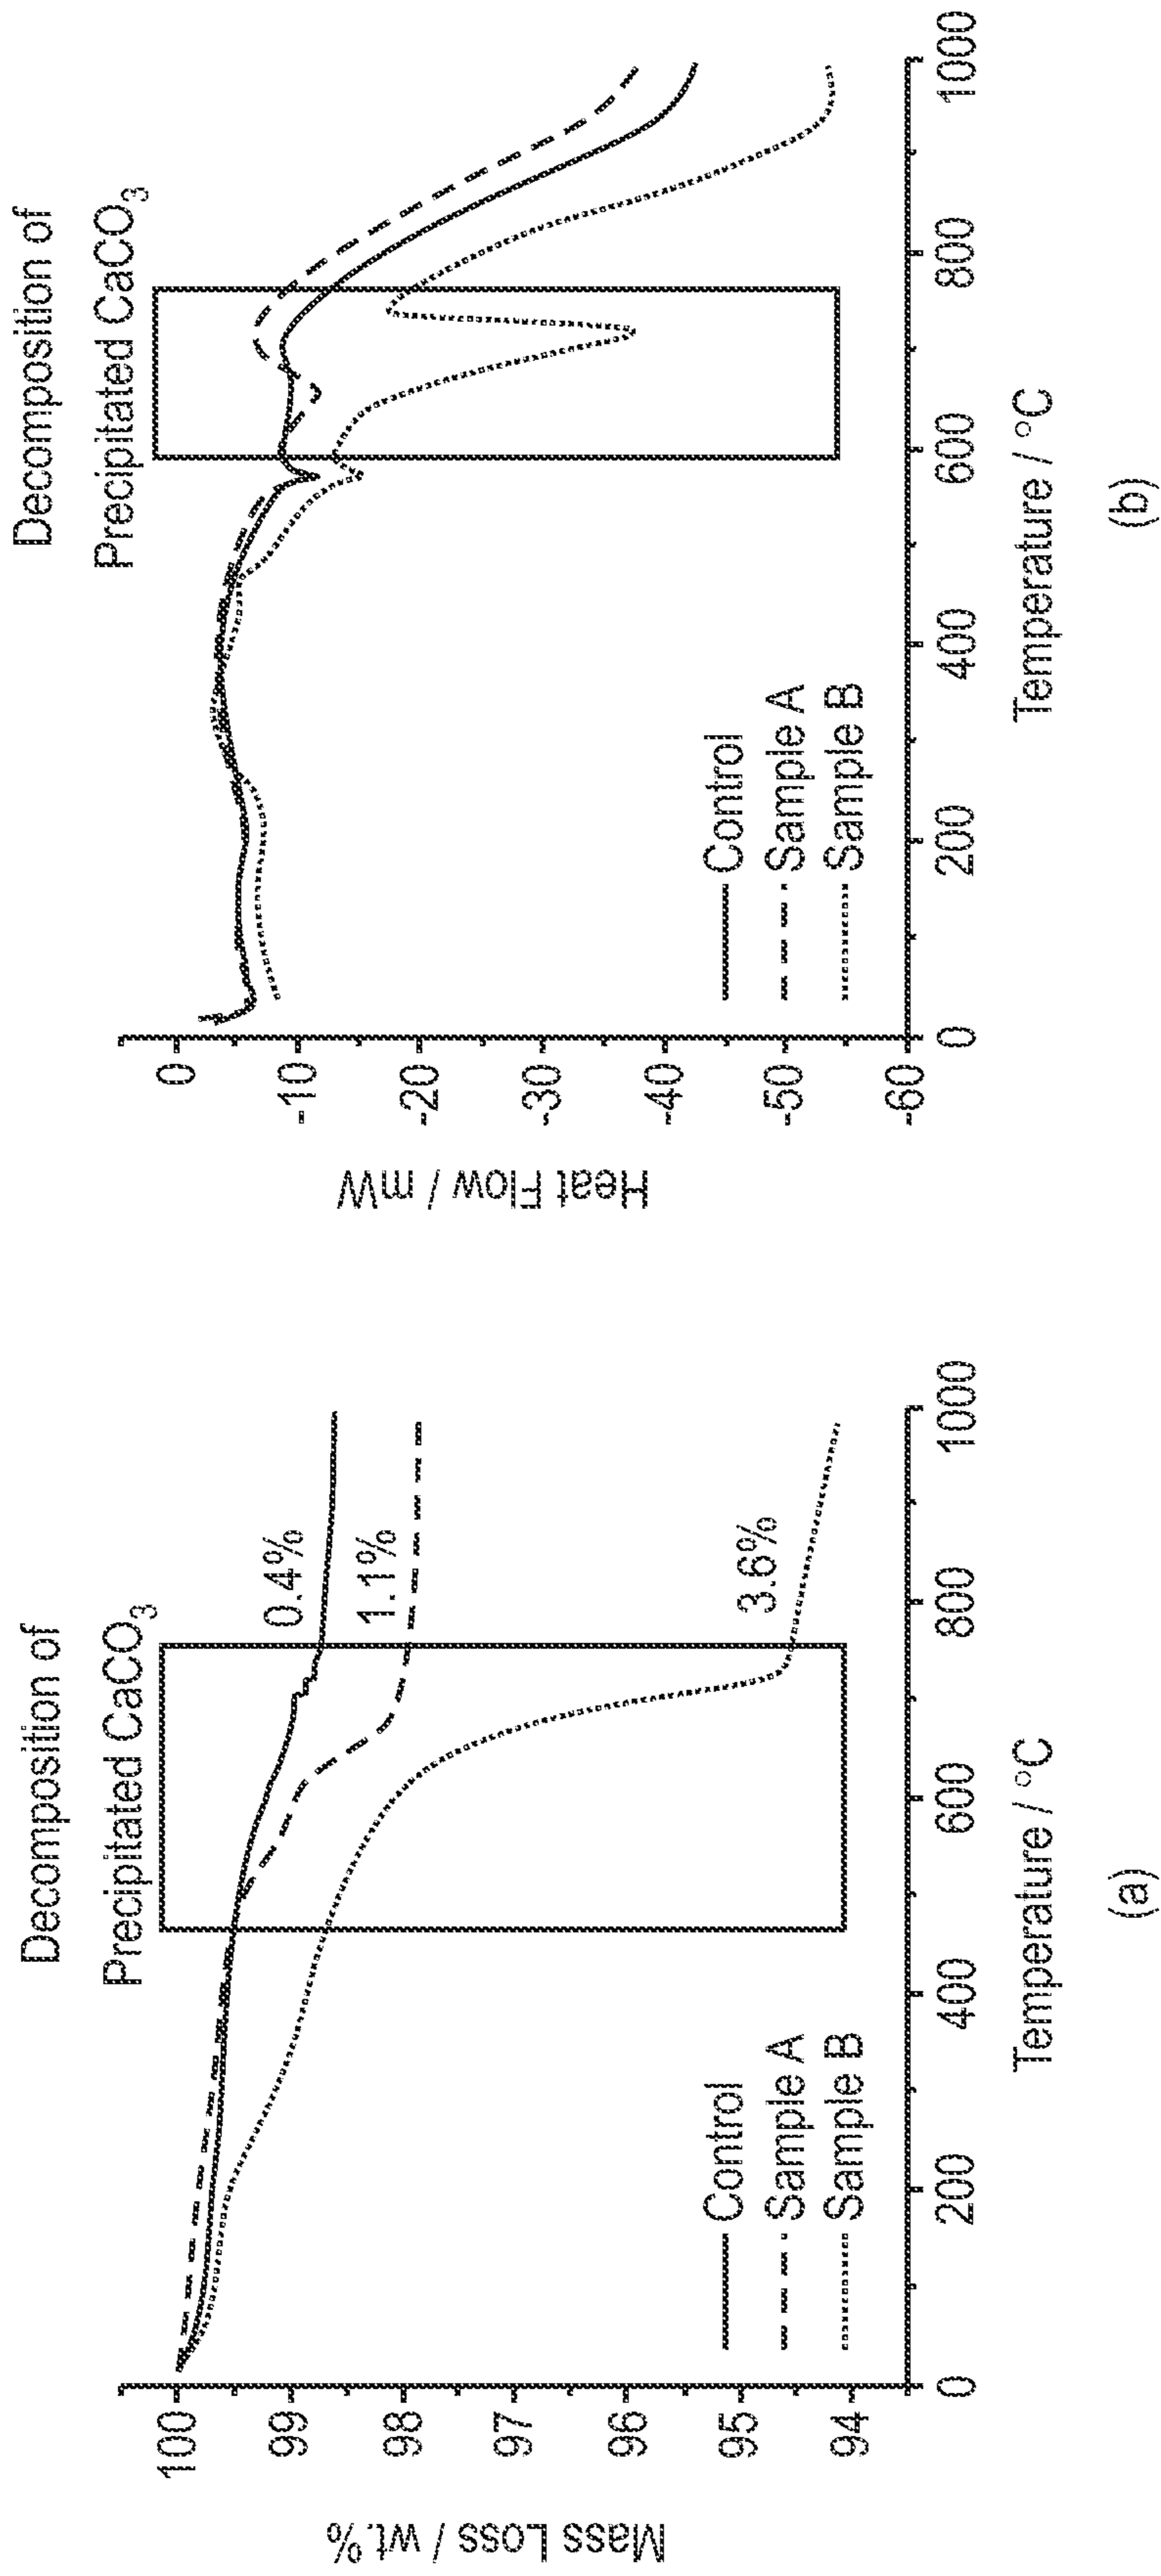 Decomposition of
Precipitated CaCO3
Mass Loss / wt.%
100
99
98
97
96
95
94
0.4%
1.1%
3.6%
Control
Sample A
Sample B
0
200
400
600
800
1000
Temperature / °C
(a)
Decomposition of
Precipitated CaCO3
Heat Flow / mW
0
-10
-20
-30
-40
-50
-60
Control
Sample A
Sample B
0
200
400
600
800
1000
Temperature / °C
(b)